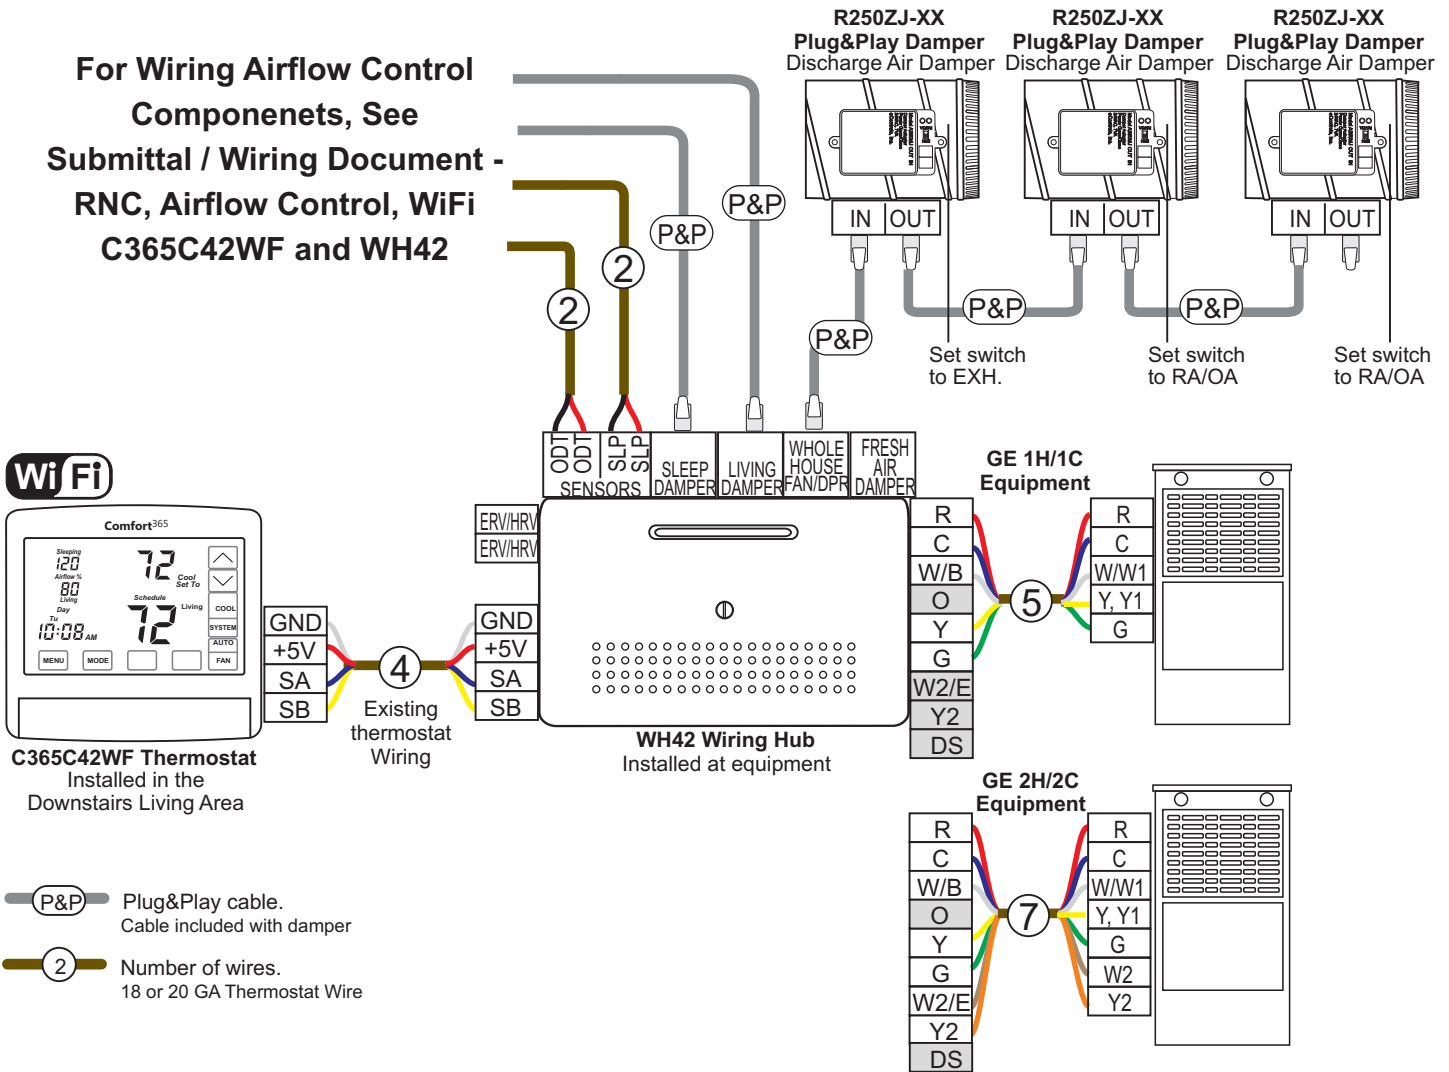 R250ZJ-XX
Plug&Play Damper
Discharge Air Damper
R250ZJ-XX
Plug&Play Damper
Discharge Air Damper
R250ZJ-XX
Plug&Play Damper
Discharge Air Damper
For Wiring Airflow Control
Componenets, See
Submittal / Wiring Document -
RNC, Airflow Control, WiFi
C365C42WF and WH42
IN OUT
IN OUT
IN OUT
P&P
P&P
P&P
P&P
P&P
2
2
Set switch
to EXH.
Set switch
to RA/OA
Set switch
to RA/OA
ODT
ODT
SLP
SLP
SENSORS
SLEEP
DAMPER
LIVING
DAMPER
WHOLE
HOUSE
FAN/DPR
FRESH
AIR
DAMPER
ERV/HRV
ERV/HRV
WiFi
Comfort365
Sleeping
120
Airflow %
80
Living
Day
Tu
10:08 AM
72
Cool
Set To
Schedule
72
Living
COOL
SYSTEM
AUTO
FAN
MENU
MODE
GND
+5V
SA
SB
4
Existing
thermostat
Wiring
GND
+5V
SA
SB
C365C42WF Thermostat
Installed in the
Downstairs Living Area
WH42 Wiring Hub
Installed at equipment
GE 1H/1C
Equipment
R
C
W/B
O
Y
G
W2/E
Y2
DS
5
R
C
W/W1
Y, Y1
G
GE 2H/2C
Equipment
R
C
W/B
O
Y
G
W2/E
Y2
DS
7
R
C
W/W1
Y, Y1
G
W2
Y2
P&P
Plug&Play cable.
Cable included with damper
2
Number of wires.
18 or 20 GA Thermostat Wire